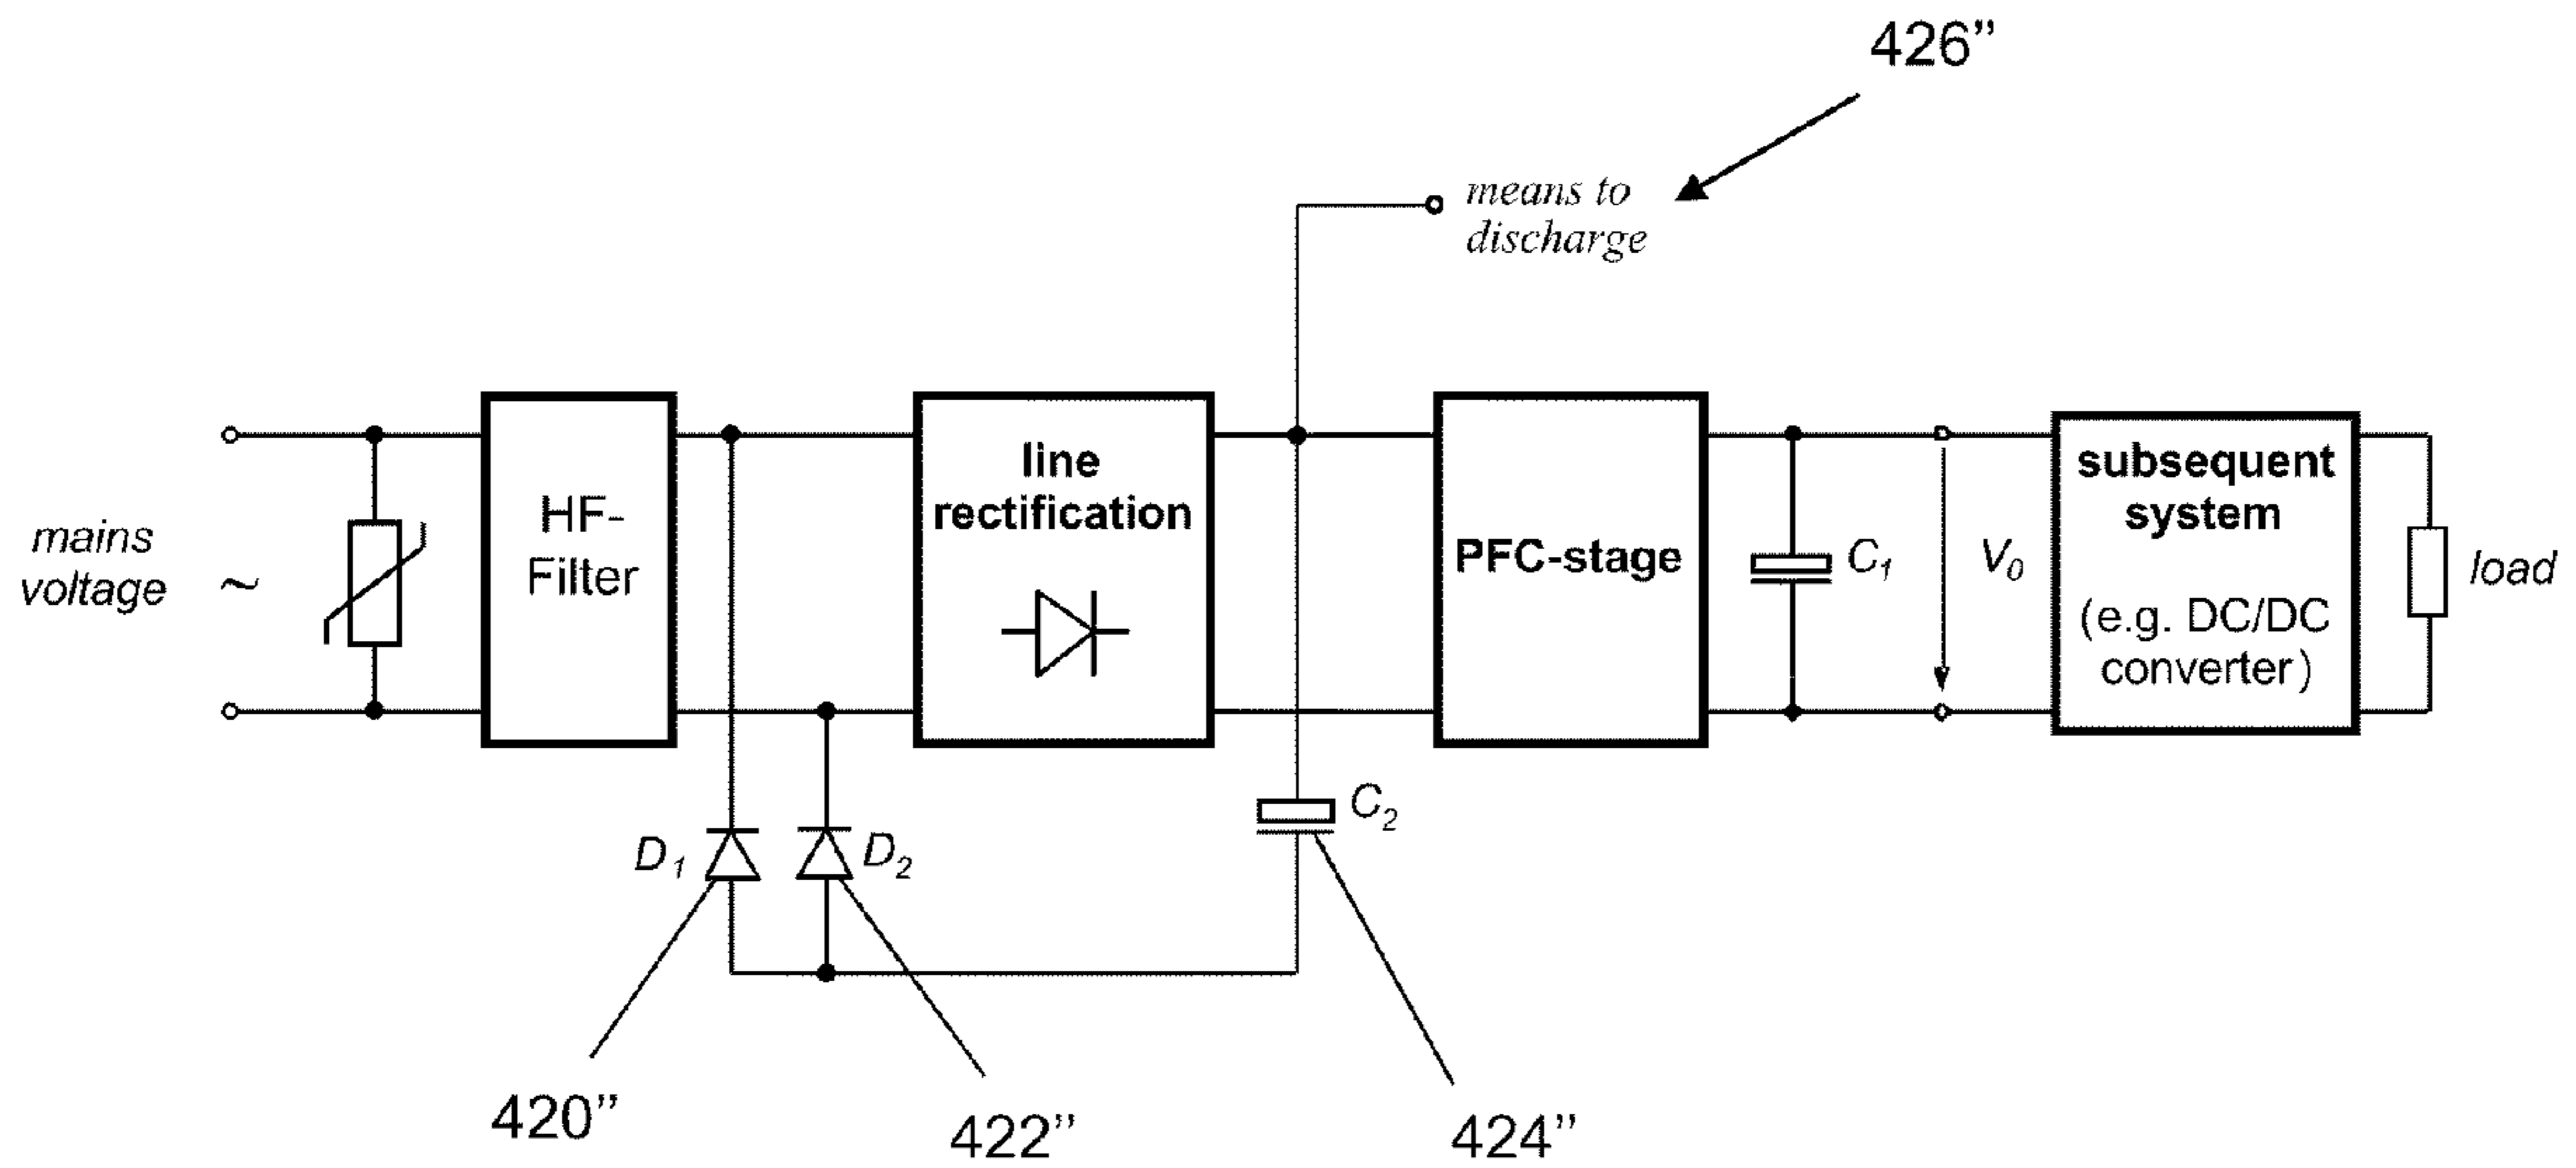 426”
means to
discharge
mains
voltage
~
HF-
Filter
line
rectification
PFC-stage
C1
V0
subsequent
system
(e.g. DC/DC
converter)
load
D1
D2
C2
420”
422”
424”